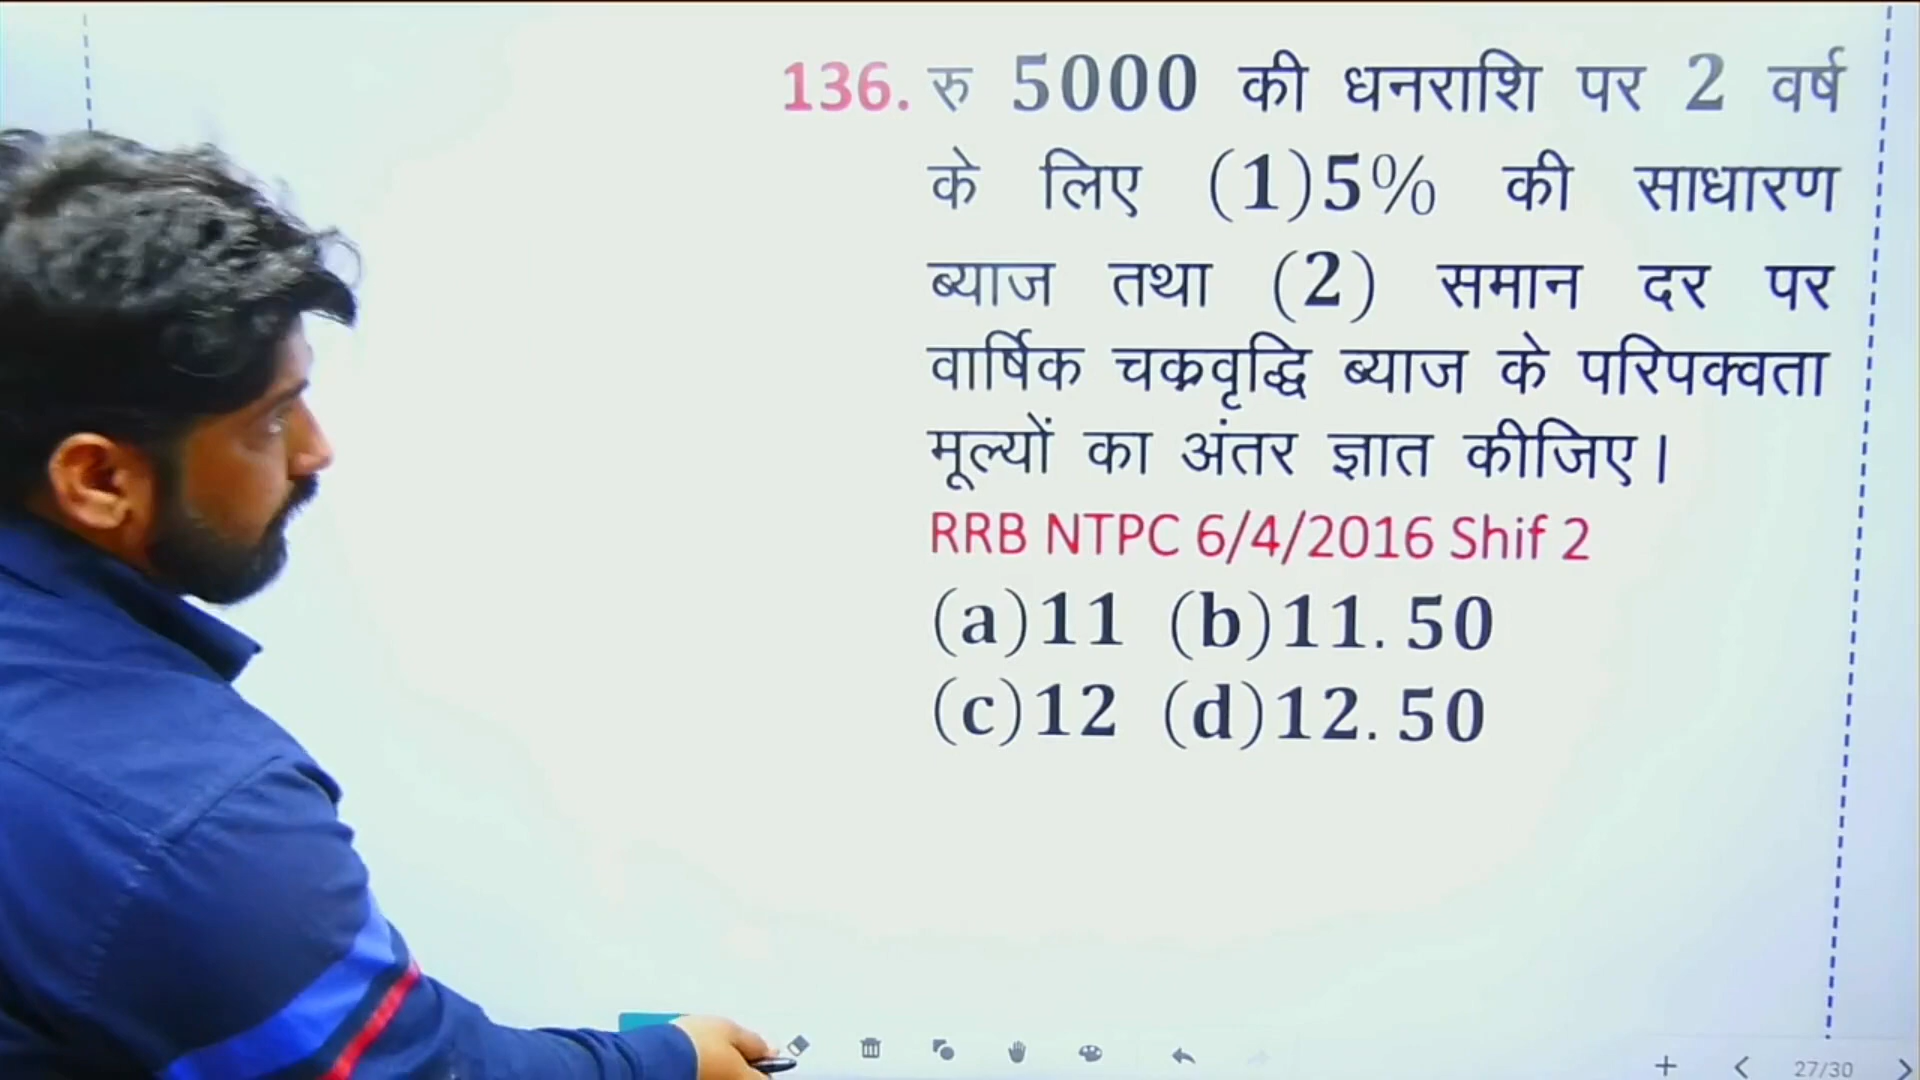 136. रु 5000 की धनराशि पर 2 वर्ष
के लिए (1)5% की साधारण
ब्याज तथा (2) समान दर पर
वार्षिक चक्रवृद्धि ब्याज के परिपक्वता
मूल्यों का अंतर ज्ञात कीजिए।
RRB NTPC 6/4/2016 Shif 2
(a)11 (b)11.50
(c)12 (d)12.50
27/30